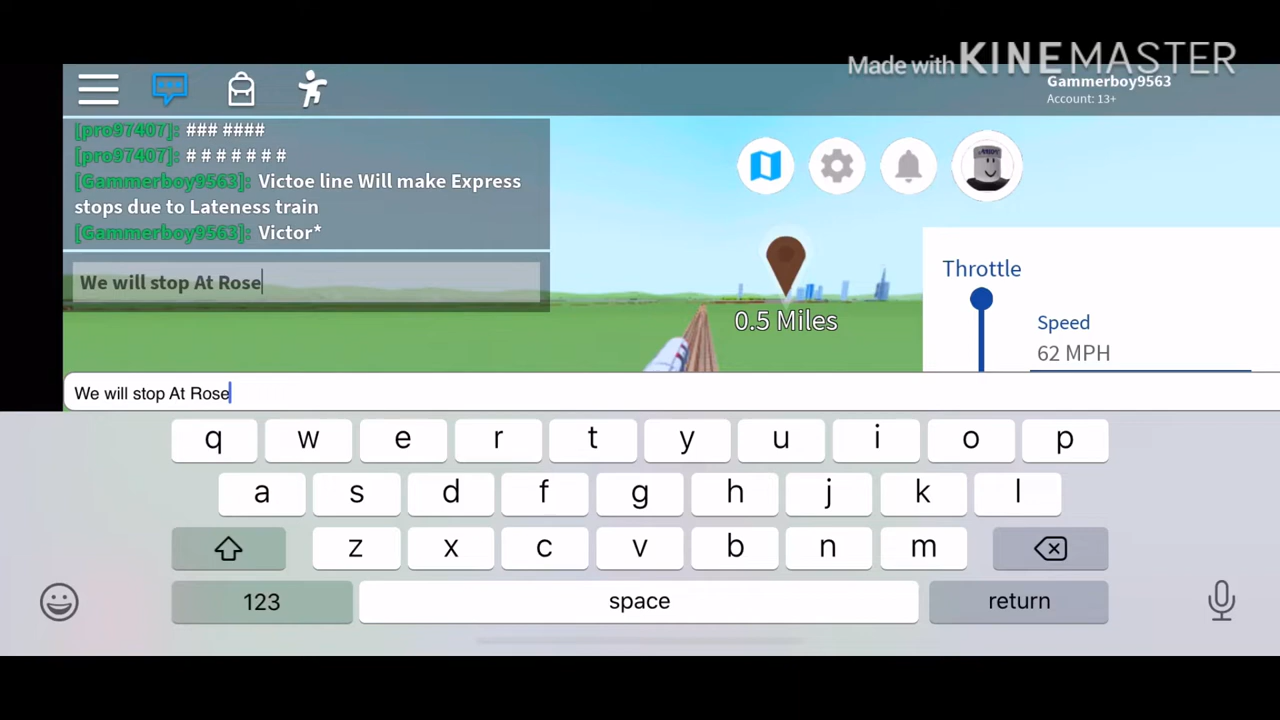 Made with KINEMASTER
Gammerboy9563
Account: 13+
[pro97407]: ### ####
[pro97407]: # # # # # # #
[Gammerboy9563]: Victoe line Will make Express
stops due to Lateness train
[Gammerboy9563]: Victor*
We will stop At Rose
Throttle
0.5 Miles
Speed
62 MPH
We will stop At Rose
q w e r t y u i o p
a s d f g h j k l
z x c v b n m
123 space return